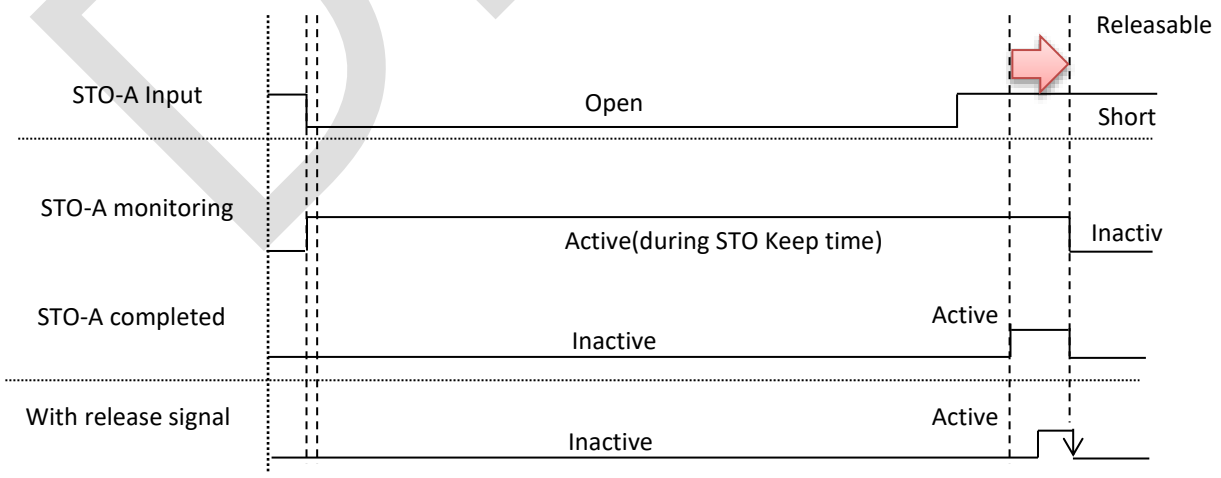 Releasable
STO-A Input
Open
Short
STO-A monitoring
Active(during STO Keep time)
Inactiv
STO-A completed
Active
Inactive
With release signal
Active
Inactive